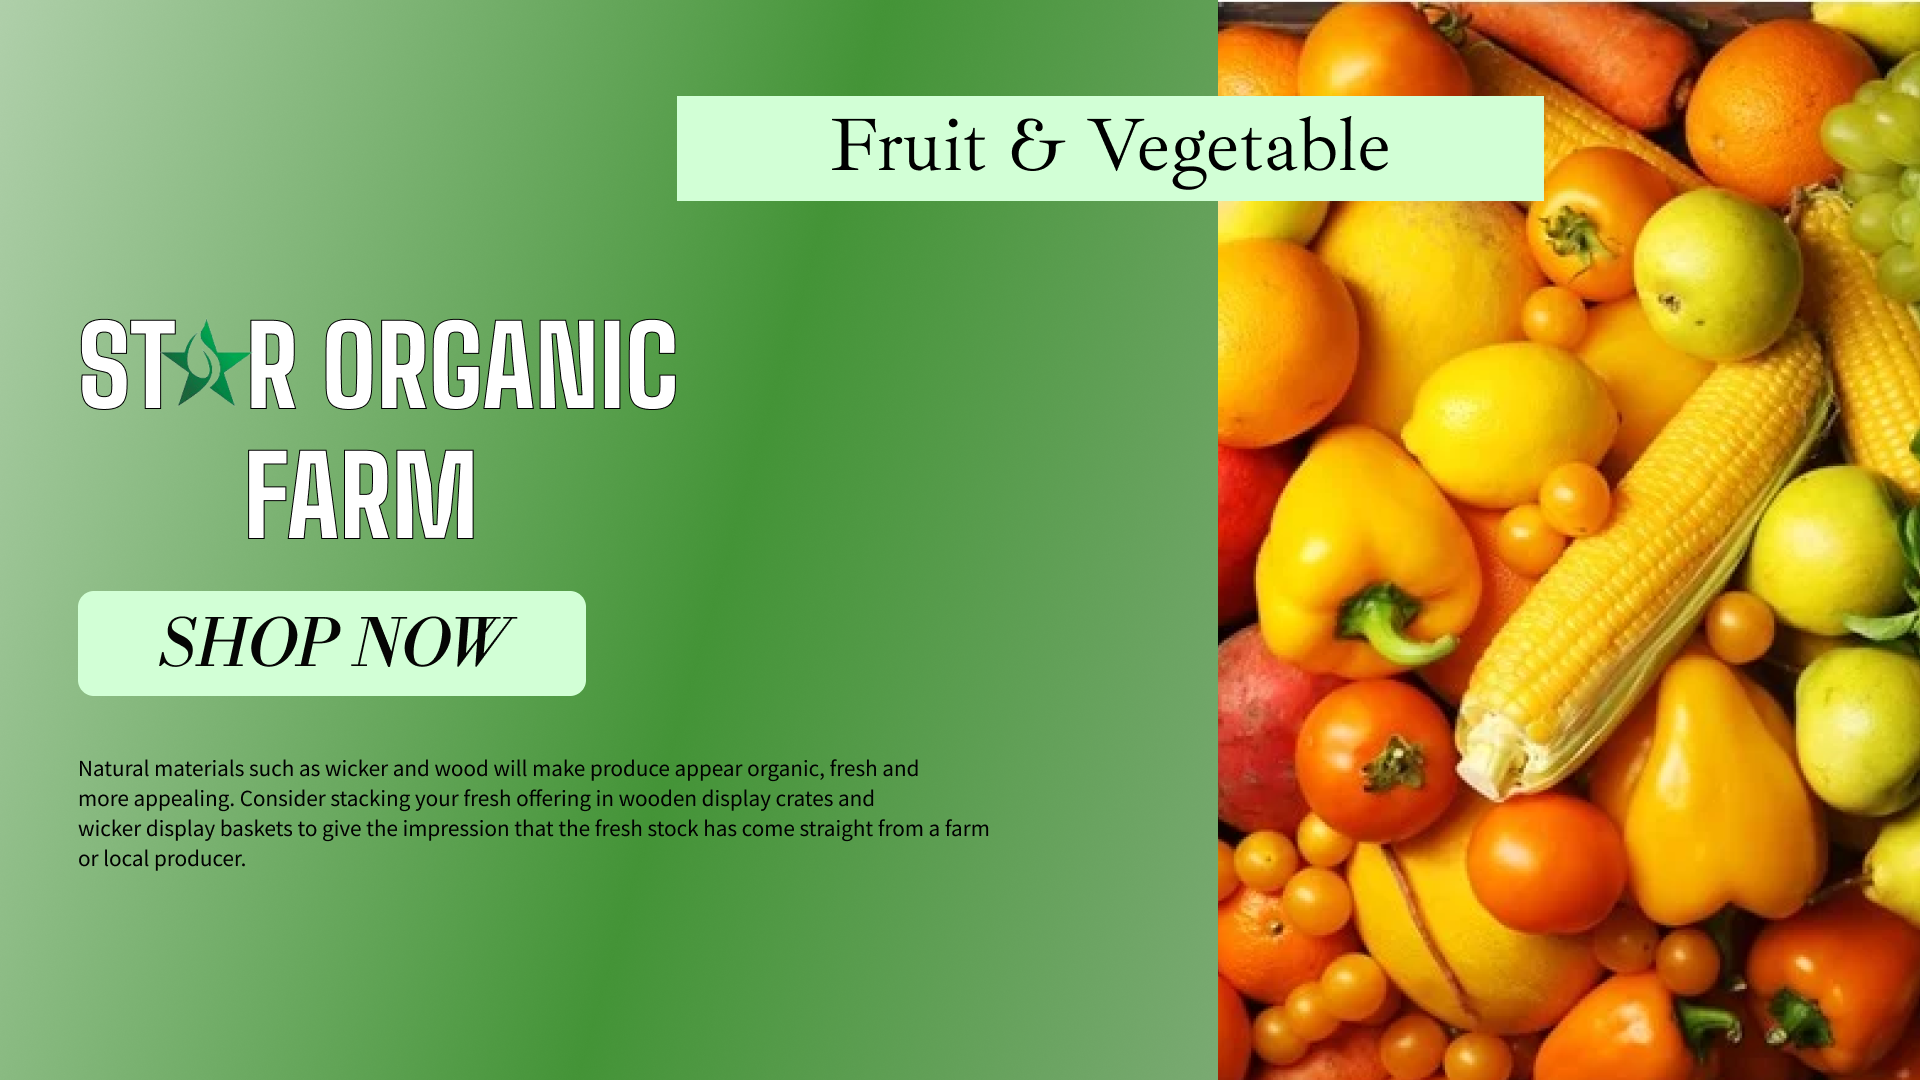 Fruit & Vegetable
ST★R ORGANIC
FARM
SHOP NOW
Natural materials such as wicker and wood will make produce appear organic, fresh and
more appealing. Consider stacking your fresh offering in wooden display crates and
wicker display baskets to give the impression that the fresh stock has come straight from a farm
or local producer.